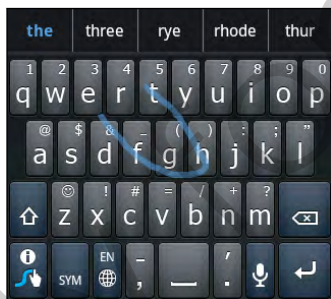 the three rye rhode thur
1 2 3 4 5 6 7 8 9 0
q w e r t y u i o p
@ $ & _ ( ) : ; "
a s d f g h j k l
! # = / + ?
z x c v b n m
i SYM EN , - . '